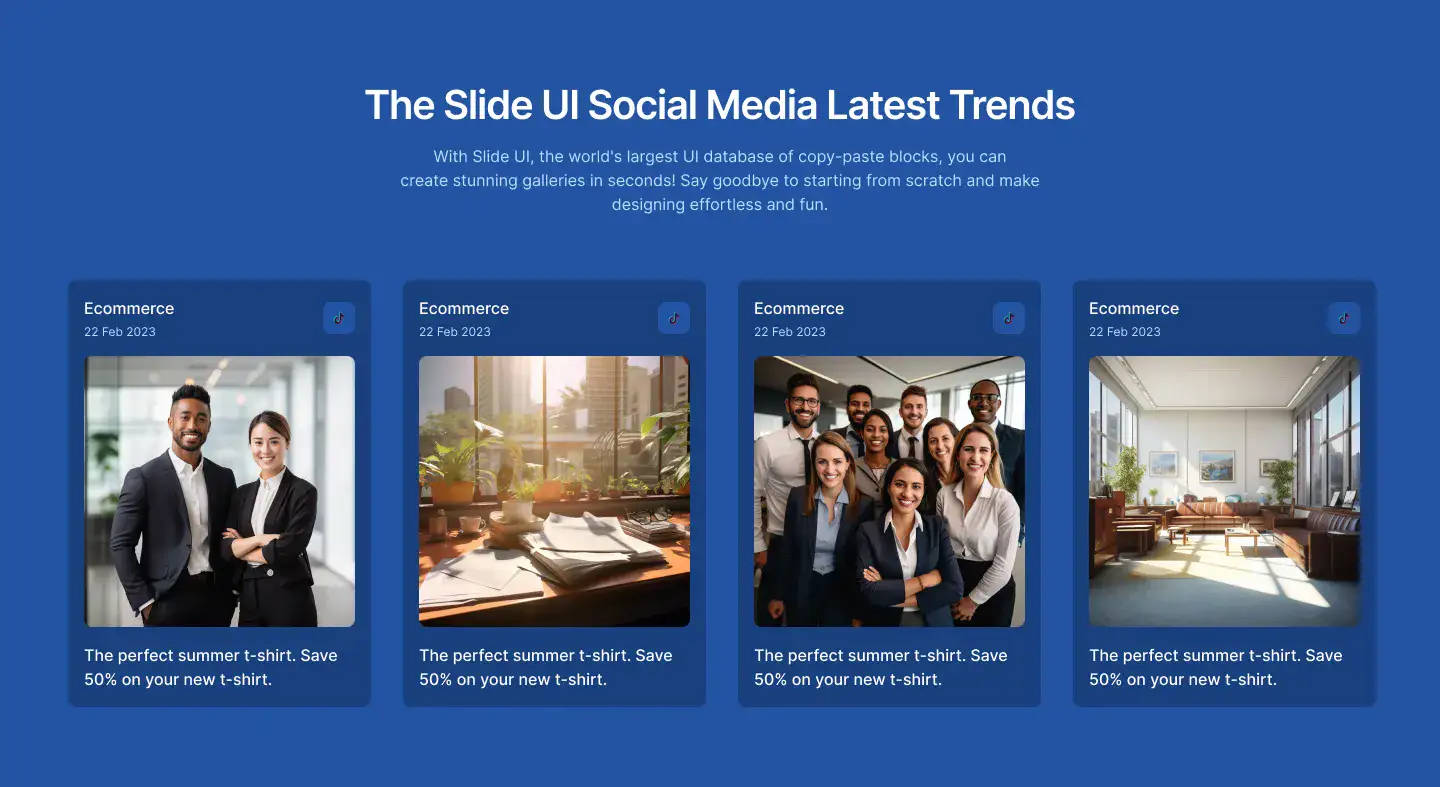 The Slide UI Social Media Latest Trends
With Slide UI, the world's largest UI database of copy-paste blocks, you can
create stunning galleries in seconds! Say goodbye to starting from scratch and make
designing effortless and fun.
Ecommerce
22 Feb 2023
The perfect summer t-shirt. Save
50% on your new t-shirt.
Ecommerce
22 Feb 2023
The perfect summer t-shirt. Save
50% on your new t-shirt.
Ecommerce
22 Feb 2023
The perfect summer t-shirt. Save
50% on your new t-shirt.
Ecommerce
22 Feb 2023
The perfect summer t-shirt. Save
50% on your new t-shirt.